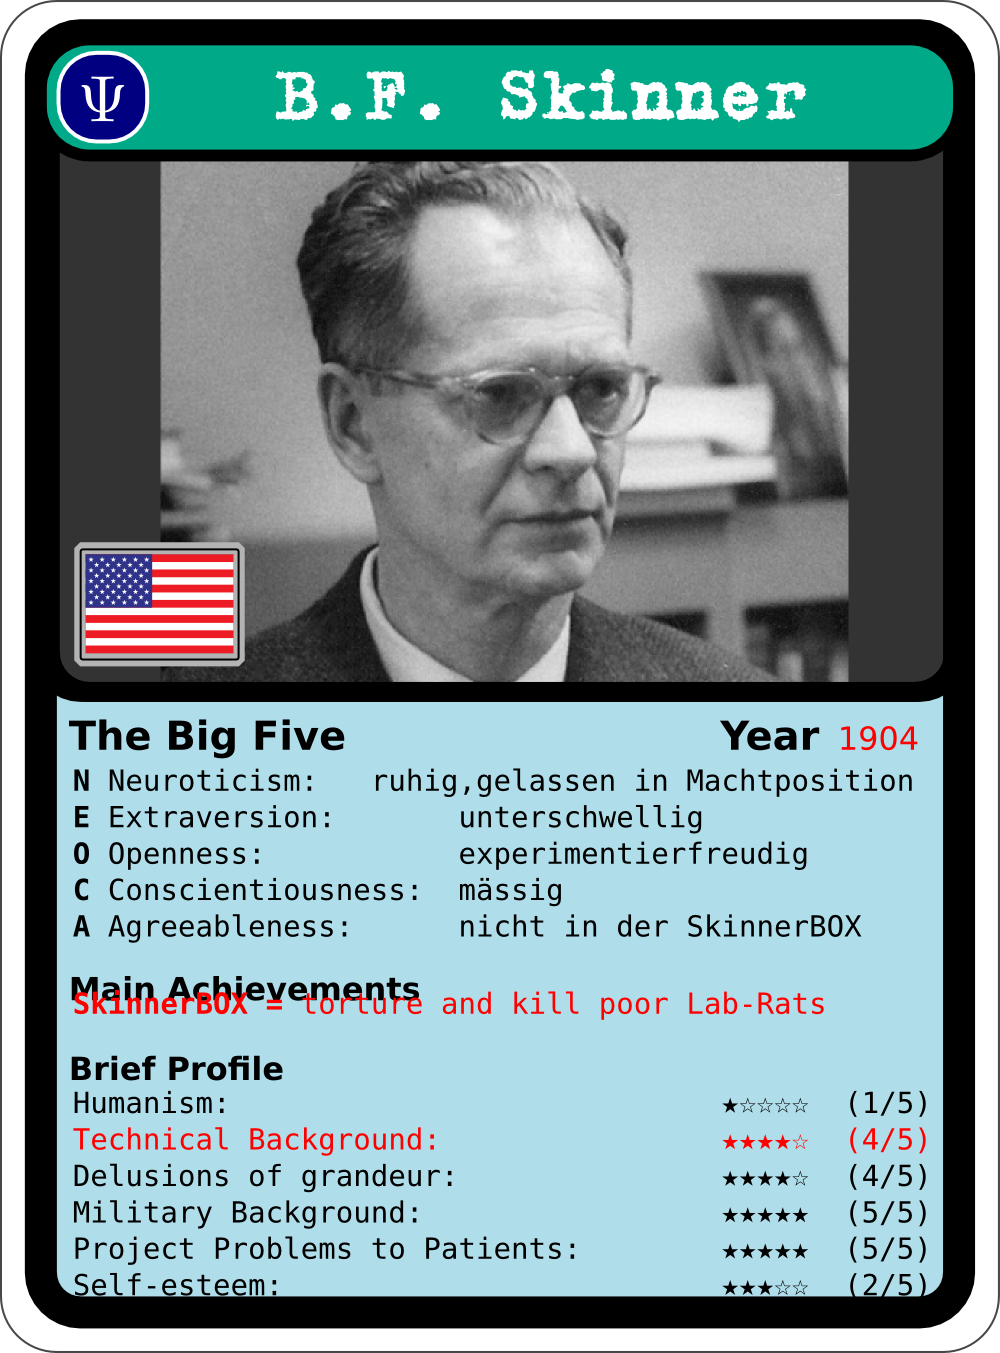 Ψ B.F. Skinner
The Big Five Year 1904
N Neuroticism: ruhig,gelassen in Machtposition
E Extraversion: unterschwellig
O Openness: experimentierfreudig
C Conscientiousness: mässig
A Agreeableness: nicht in der SkinnerBOX
Main Achievements
SkinnerBOX = torture and kill poor Lab-Rats
Brief Profile
Humanism: ★☆☆☆☆ (1/5)
Technical Background: ★★★★☆ (4/5)
Delusions of grandeur: ★★★★☆ (4/5)
Military Background: ★★★★★ (5/5)
Project Problems to Patients: ★★★★★ (5/5)
Self-esteem: ★★★☆☆ (2/5)